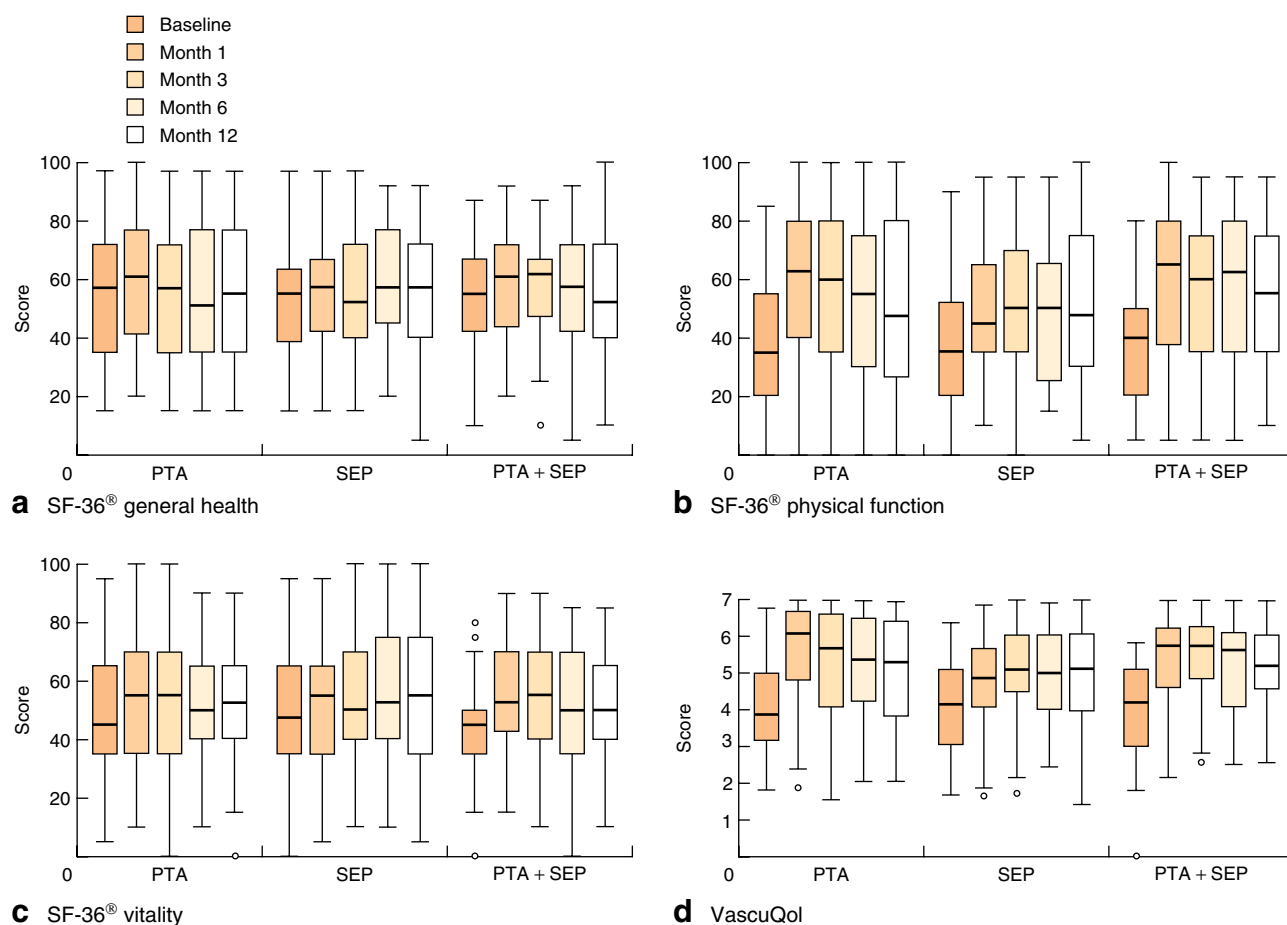 Baseline
Month 1
Month 3
Month 6
Month 12
100
80
60
40
20
0
Score
PTA
SEP
PTA + SEP
a SF-36® general health
100
80
60
40
20
0
Score
PTA
SEP
PTA + SEP
b SF-36® physical function
100
80
60
40
20
0
Score
PTA
SEP
PTA + SEP
c SF-36® vitality
7
6
5
4
3
2
1
0
Score
PTA
SEP
PTA + SEP
d VascuQol